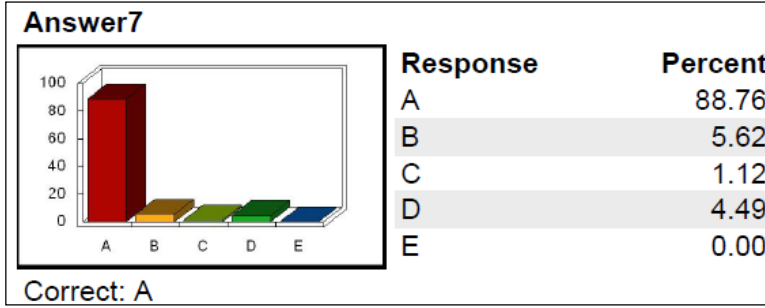 Answer7
100
80
60
40
20
0
A B C D E
Response Percent
A 88.76
B 5.62
C 1.12
D 4.49
E 0.00
Correct: A